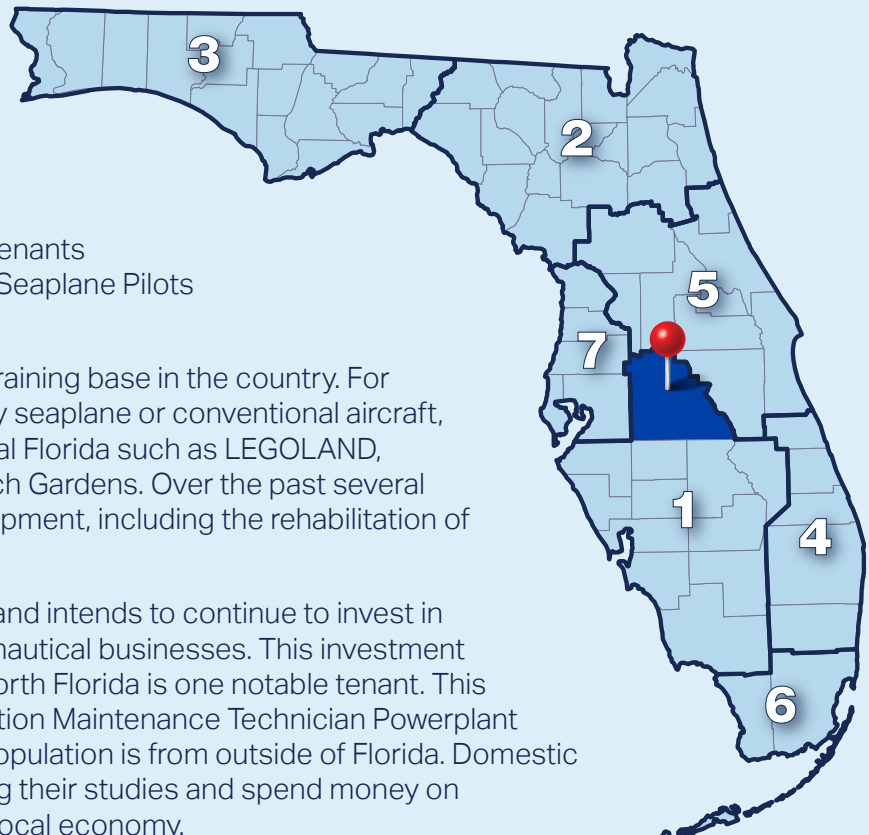 3
2
enants
Seaplane Pilots
5
7
raining base in the country. For
y seaplane or conventional aircraft,
al Florida such as LEGOLAND,
ch Gardens. Over the past several
1
opment, including the rehabilitation of
4
and intends to continue to invest in
nautical businesses. This investment
orth Florida is one notable tenant. This
tion Maintenance Technician Powerplant
6
opulation is from outside of Florida. Domestic
g their studies and spend money on
ocal economy.